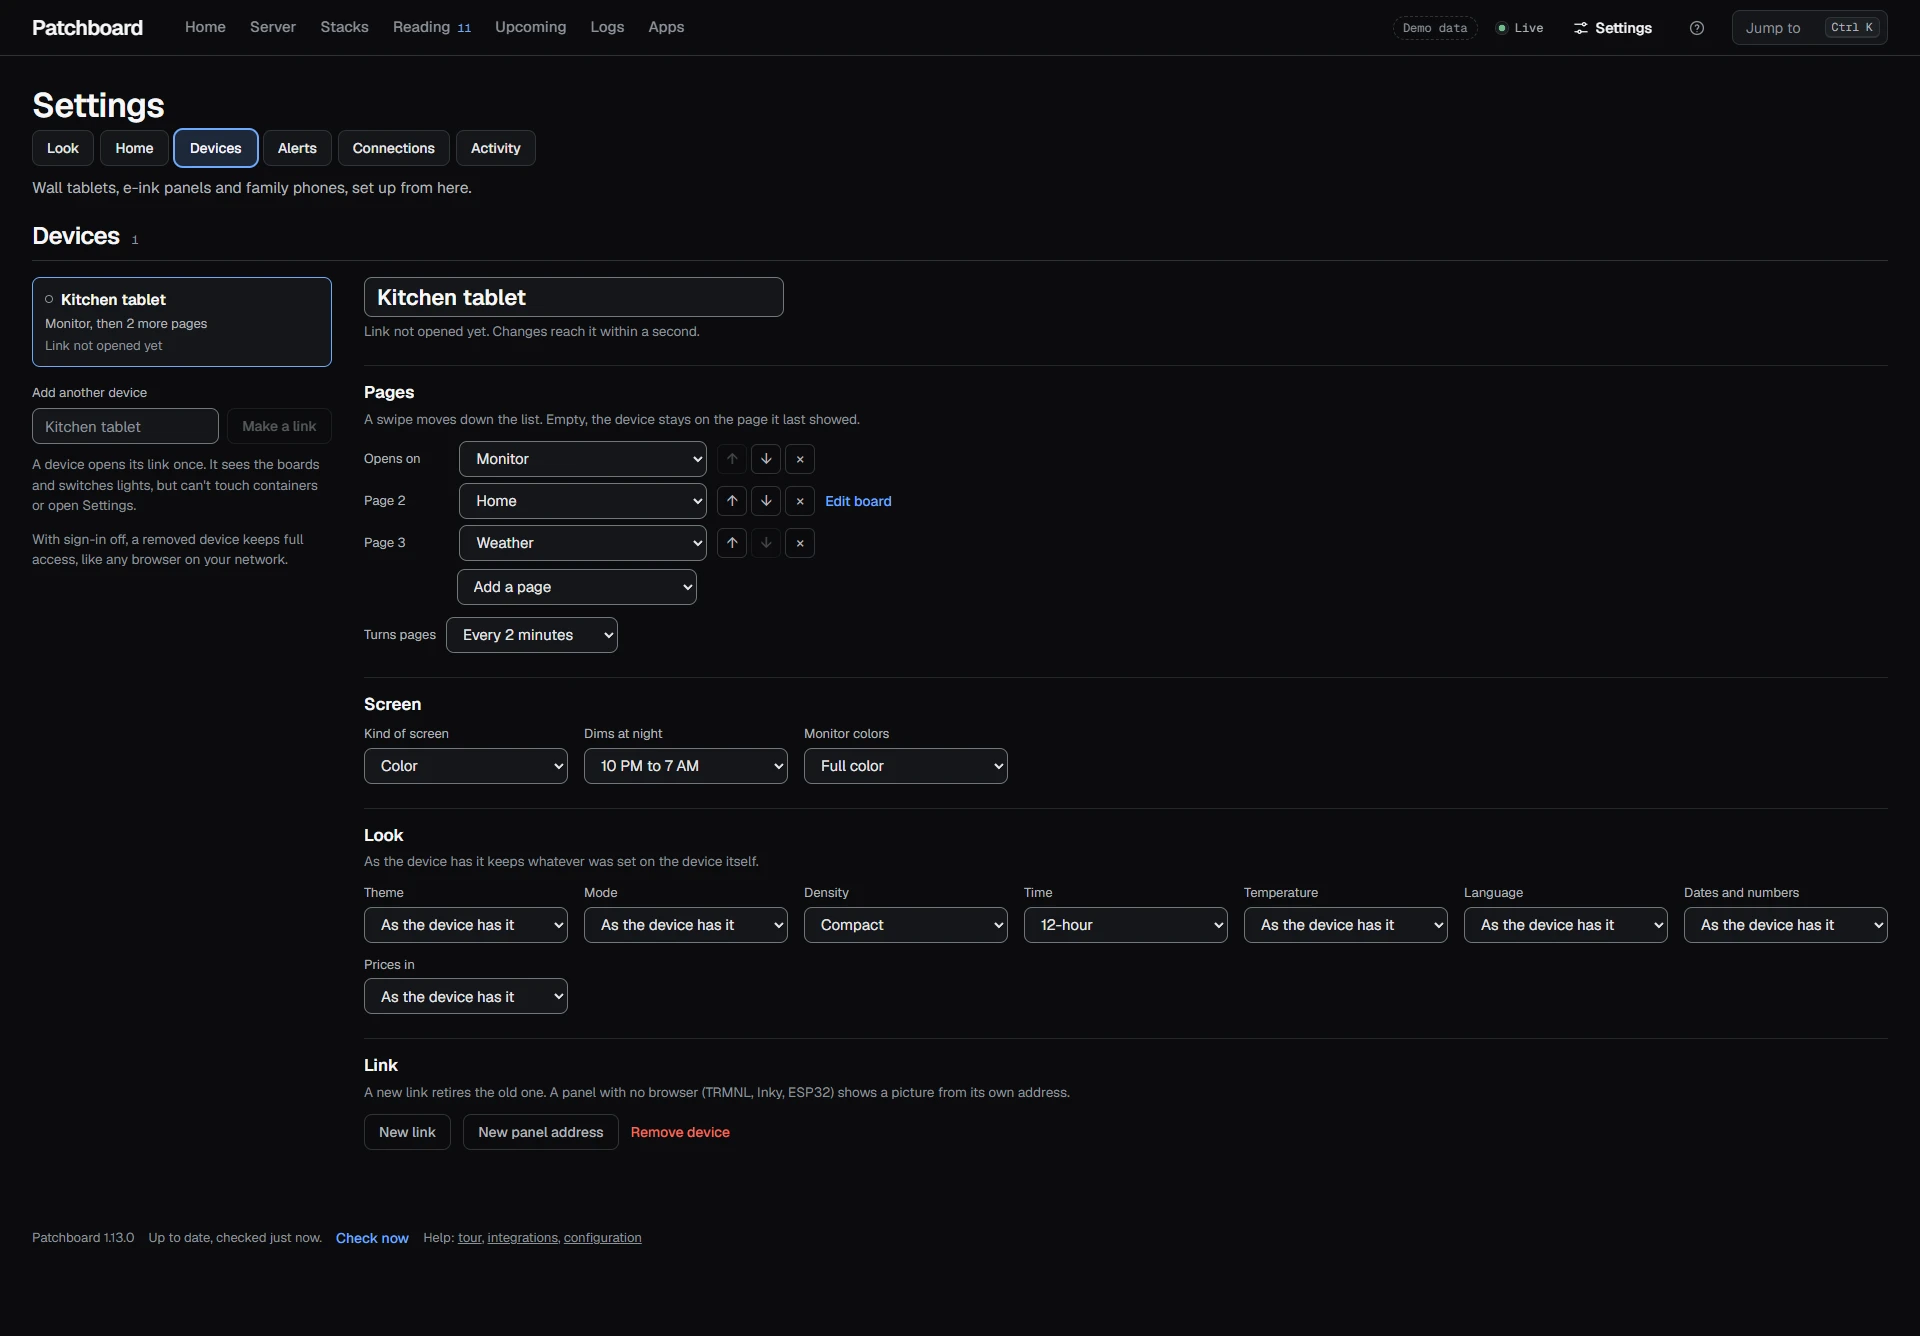 Patchboard Home Server Stacks Reading 11 Upcoming Logs Apps Demo data Live Settings Jump to Ctrl K
Settings
Look Home Devices Alerts Connections Activity
Wall tablets, e-ink panels and family phones, set up from here.
Devices 1
Kitchen tablet
Monitor, then 2 more pages
Link not opened yet
Add another device
Kitchen tablet Make a link
A device opens its link once. It sees the boards
and switches lights, but can't touch containers
or open Settings.
With sign-in off, a removed device keeps full
access, like any browser on your network.
Kitchen tablet
Link not opened yet. Changes reach it within a second.
Pages
A swipe moves down the list. Empty, the device stays on the page it last showed.
Opens on Monitor ↑ ↓ ×
Page 2 Home ↑ ↓ × Edit board
Page 3 Weather ↑ ↓ ×
Add a page
Turns pages Every 2 minutes
Screen
Kind of screen Dims at night Monitor colors
Color 10 PM to 7 AM Full color
Look
As the device has it keeps whatever was set on the device itself.
Theme Mode Density Time Temperature Language Dates and numbers
As the device has it As the device has it Compact 12-hour As the device has it As the device has it As the device has it
Prices in
As the device has it
Link
A new link retires the old one. A panel with no browser (TRMNL, Inky, ESP32) shows a picture from its own address.
New link New panel address Remove device
Patchboard 1.13.0 Up to date, checked just now. Check now Help: tour, integrations, configuration